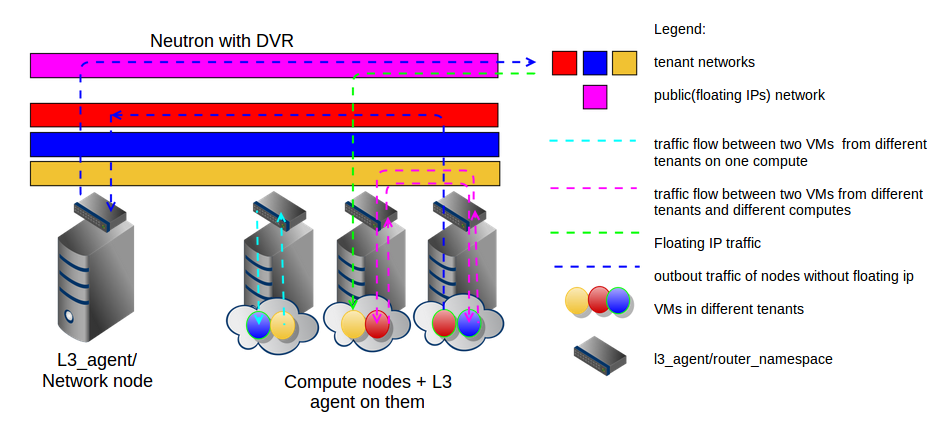 Neutron with DVR
Legend:
tenant networks
public(floating IPs) network
traffic flow between two VMs from different
tenants on one compute
traffic flow between two VMs from different
tenants and different computes
Floating IP traffic
outbout traffic of nodes without floating ip
VMs in different tenants
l3_agent/router_namespace
L3_agent/
Network node
Compute nodes + L3
agent on them